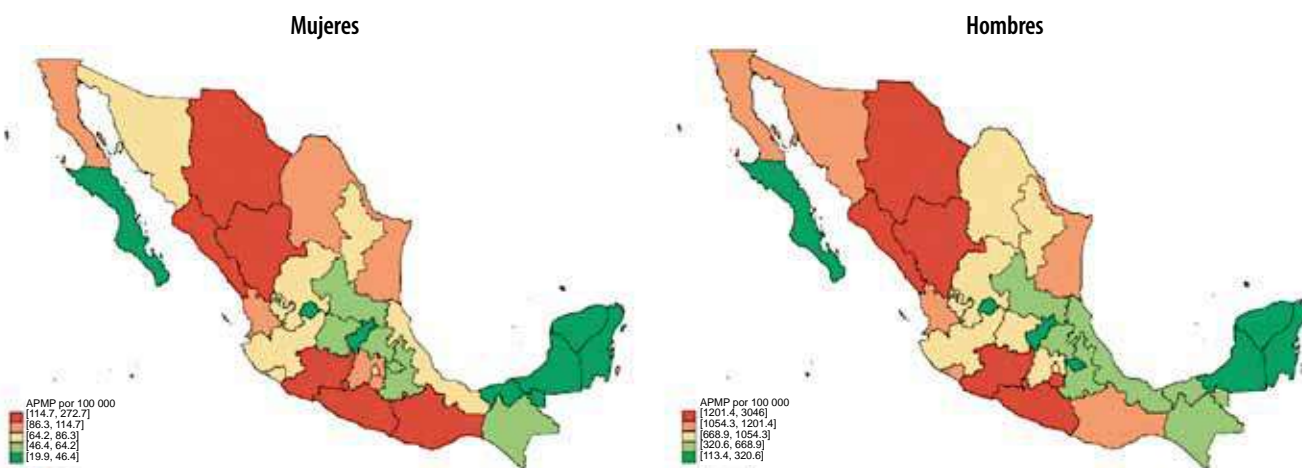 Mujeres
Hombres
APMP por 100 000
[114.7, 272.7]
[86.3, 114.7]
[64.2, 86.3]
[46.4, 64.2]
[19.9, 46.4]
APMP por 100 000
[1201.4, 3046]
[1054.3, 1201.4]
[668.9, 1054.3]
[320.6, 668.9]
[113.4, 320.6]